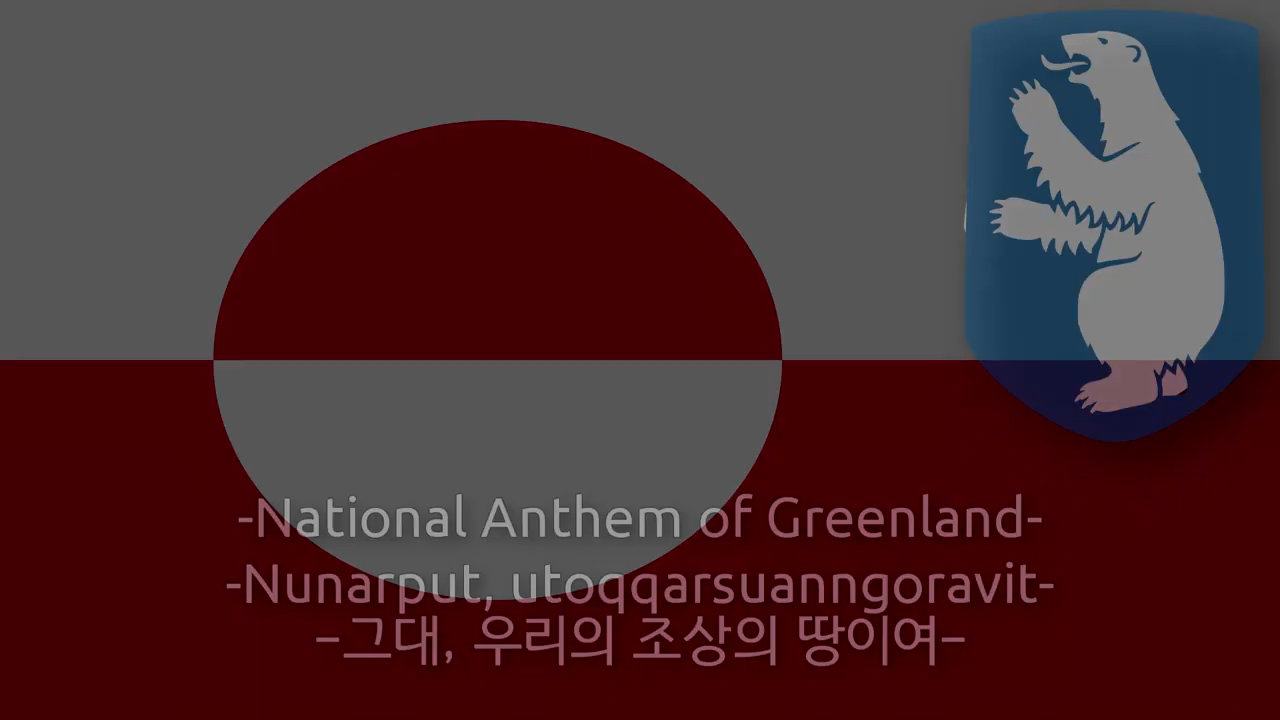 -National Anthem of Greenland-
-Nunarput, utoqqarsuanngoravit-
-그대, 우리의 조상의 땅이여-